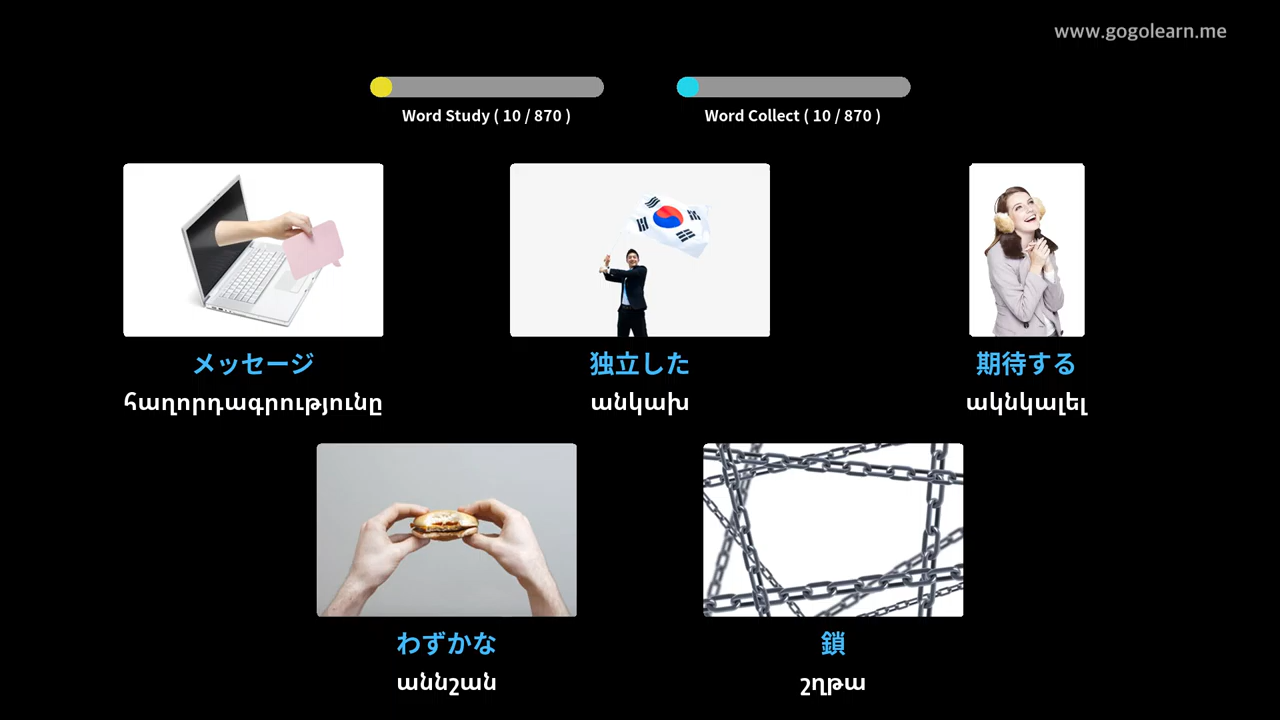 www.gogolearn.me
Word Study ( 10 / 870 )
Word Collect ( 10 / 870 )
メッセージ
հաղորդագրությունը
独立した
անկախ
期待する
ակնկալել
わずかな
աննշան
鎖
շղթա